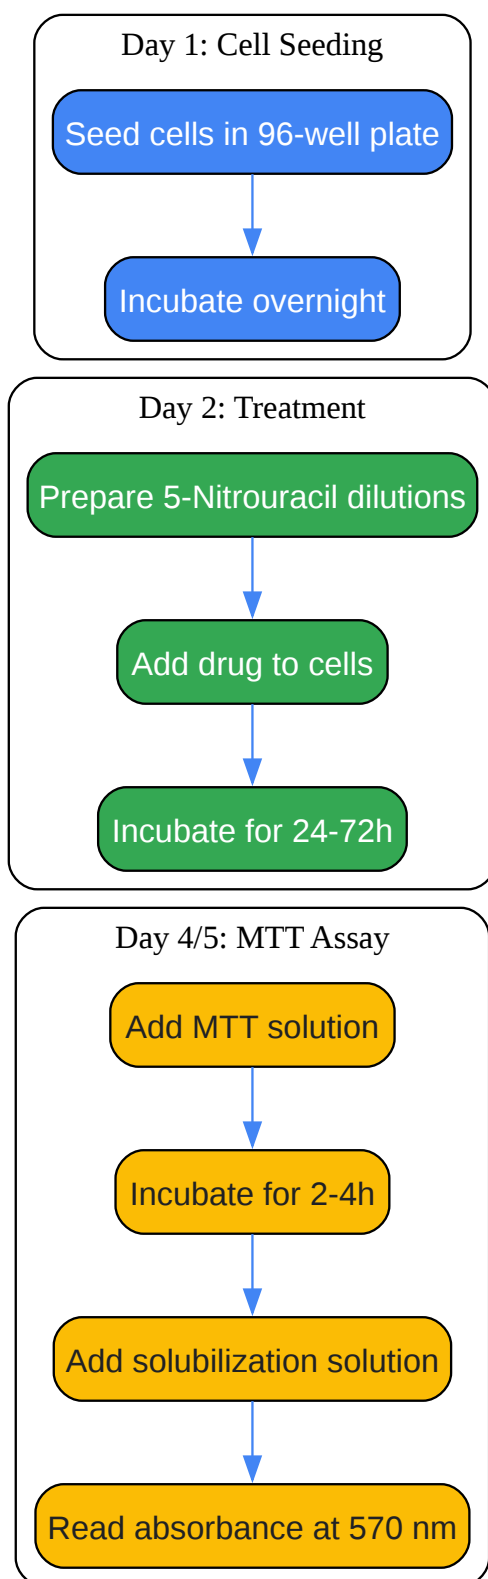 Day 1: Cell Seeding
Seed cells in 96-well plate
Incubate overnight
Day 2: Treatment
Prepare 5-Nitrouracil dilutions
Add drug to cells
Incubate for 24-72h
Day 4/5: MTT Assay
Add MTT solution
Incubate for 2-4h
Add solubilization solution
Read absorbance at 570 nm